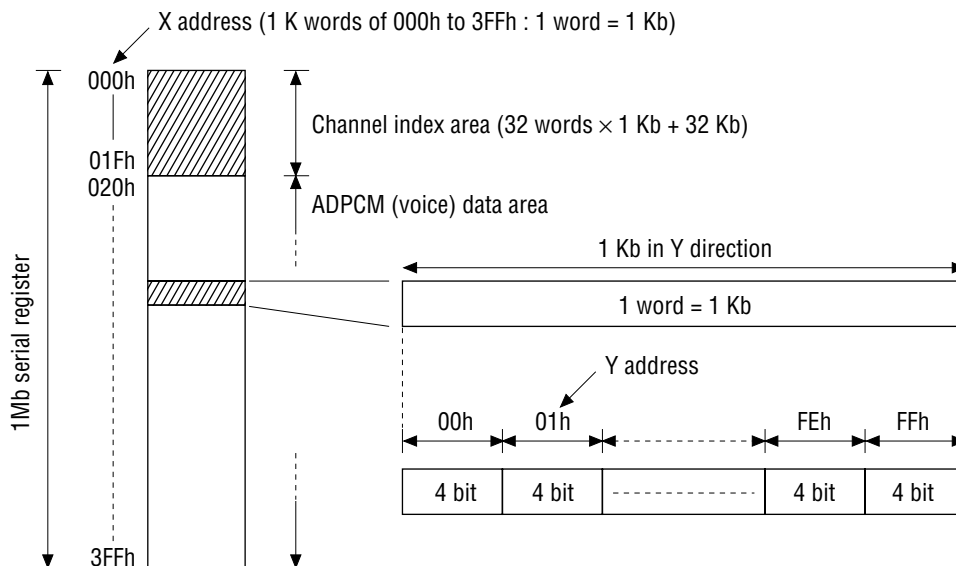 X address (1 K words of 000h to 3FFh : 1 word = 1 Kb)
000h
Channel index area (32 words × 1 Kb + 32 Kb)
01Fh
020h
ADPCM (voice) data area
1Mb serial register
1 Kb in Y direction
1 word = 1 Kb
Y address
00h 01h FEh FFh
4 bit 4 bit 4 bit 4 bit
3FFh